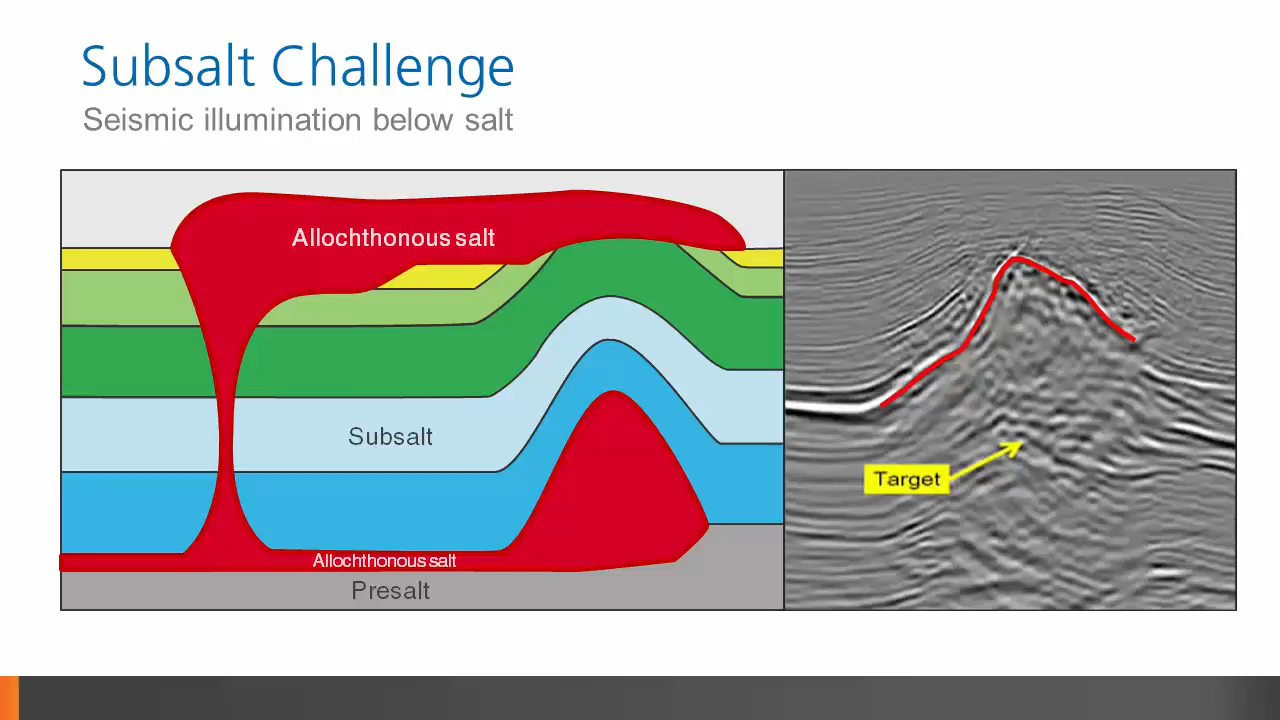 Subsalt Challenge
Seismic illumination below salt
Allochthonous salt
Subsalt
Target
Allochthonous salt
Presalt